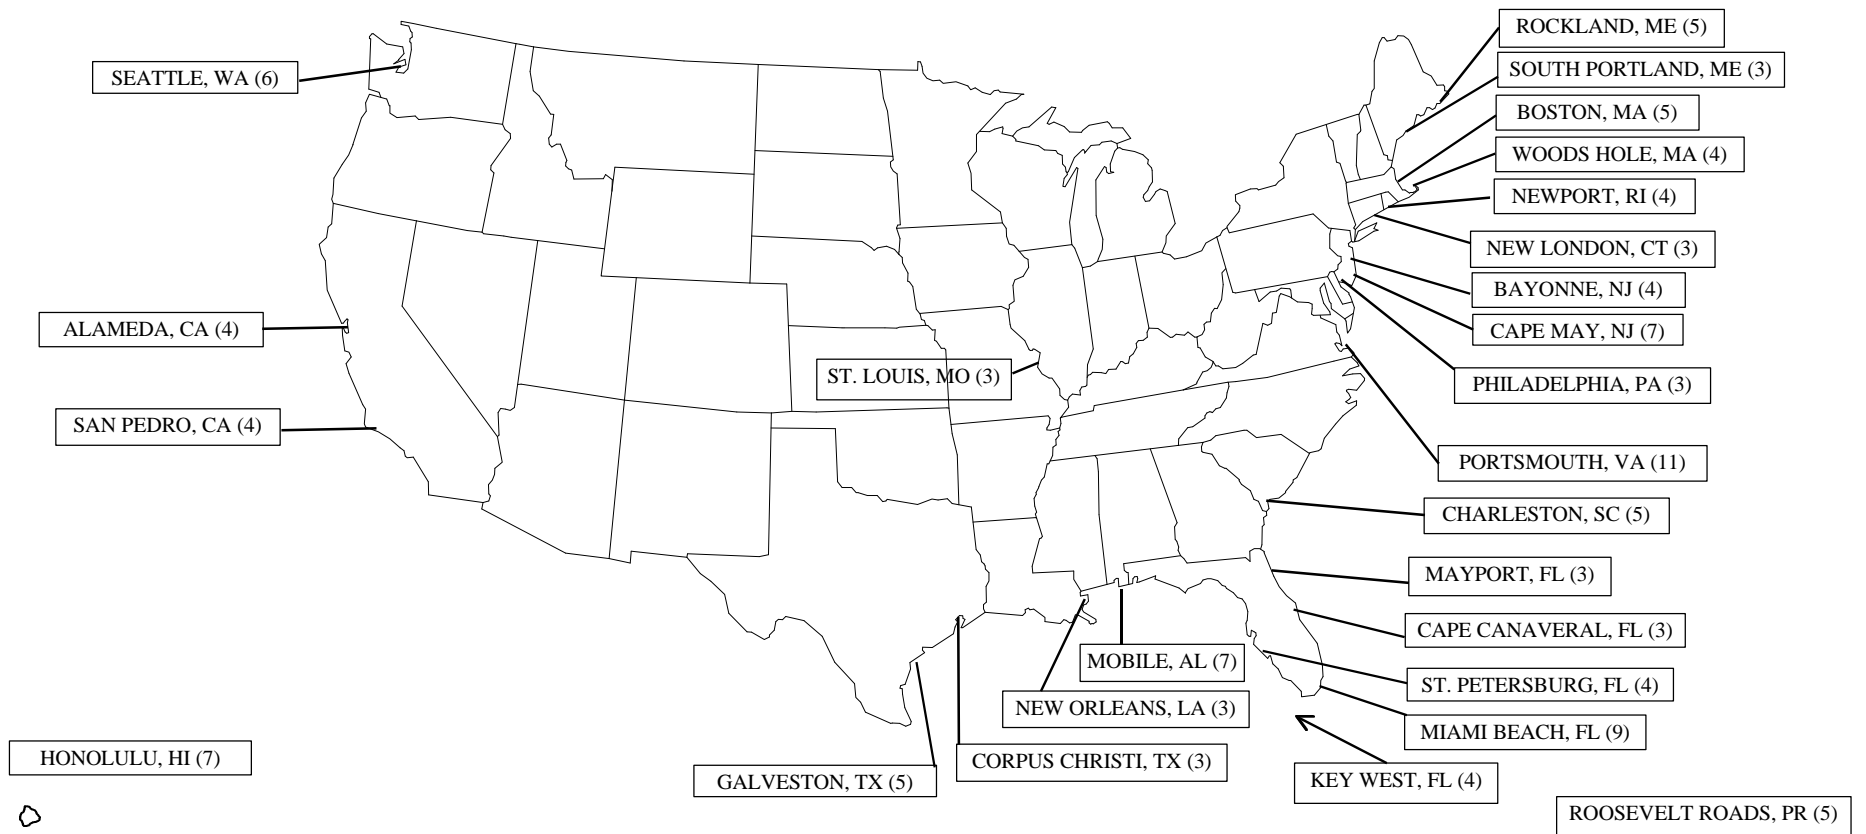 ROCKLAND, ME (5)
SOUTH PORTLAND, ME (3)
SEATTLE, WA (6)
BOSTON, MA (5)
WOODS HOLE, MA (4)
NEWPORT, RI (4)
NEW LONDON, CT (3)
BAYONNE, NJ (4)
ALAMEDA, CA (4)
CAPE MAY, NJ (7)
ST. LOUIS, MO (3)
PHILADELPHIA, PA (3)
SAN PEDRO, CA (4)
PORTSMOUTH, VA (11)
CHARLESTON, SC (5)
MAYPORT, FL (3)
CAPE CANAVERAL, FL (3)
MOBILE, AL (7)
ST. PETERSBURG, FL (4)
NEW ORLEANS, LA (3)
MIAMI BEACH, FL (9)
HONOLULU, HI (7)
CORPUS CHRISTI, TX (3)
GALVESTON, TX (5)
KEY WEST, FL (4)
ROOSEVELT ROADS, PR (5)